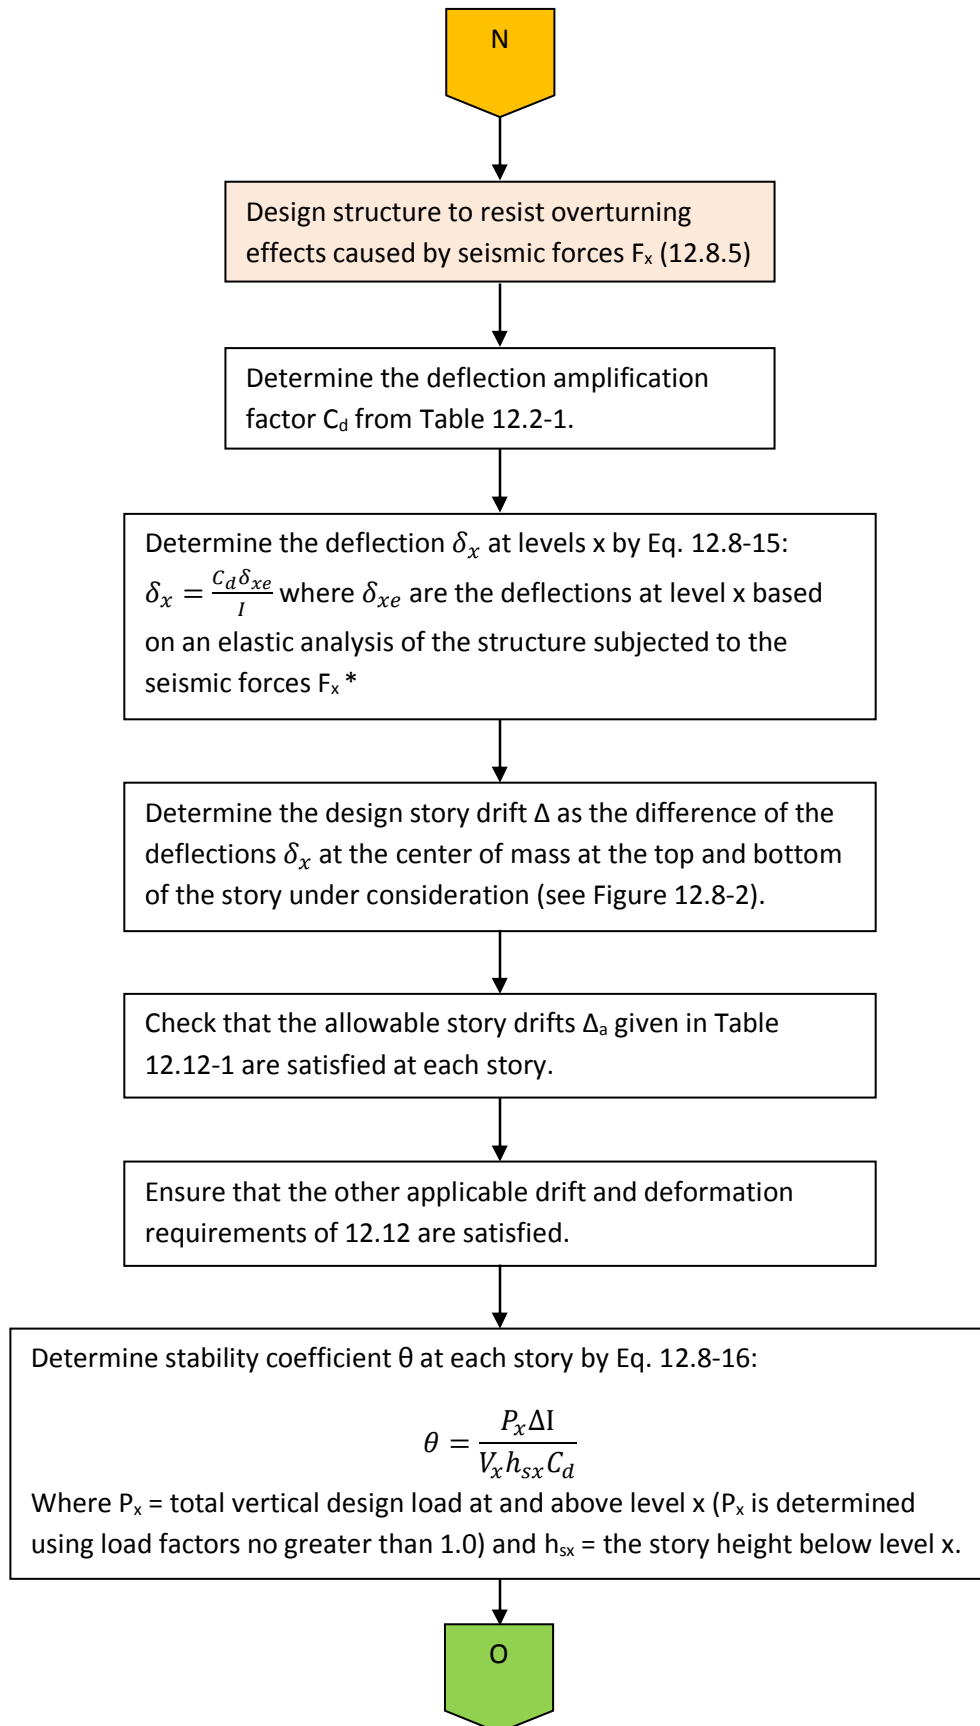 N
Design structure to resist overturning
effects caused by seismic forces Fₓ (12.8.5)
Determine the deflection amplification
factor C_d from Table 12.2-1.
Determine the deflection δₓ at levels x by Eq. 12.8-15:
δₓ = C_d δₓₑ / I where δₓₑ are the deflections at level x based
on an elastic analysis of the structure subjected to the
seismic forces Fₓ *
Determine the design story drift Δ as the difference of the
deflections δₓ at the center of mass at the top and bottom
of the story under consideration (see Figure 12.8-2).
Check that the allowable story drifts Δₐ given in Table
12.12-1 are satisfied at each story.
Ensure that the other applicable drift and deformation
requirements of 12.12 are satisfied.
Determine stability coefficient θ at each story by Eq. 12.8-16:
θ = PₓΔI / VₓhₛₓC_d
Where Pₓ = total vertical design load at and above level x (Pₓ is determined
using load factors no greater than 1.0) and hₛₓ = the story height below level x.
O